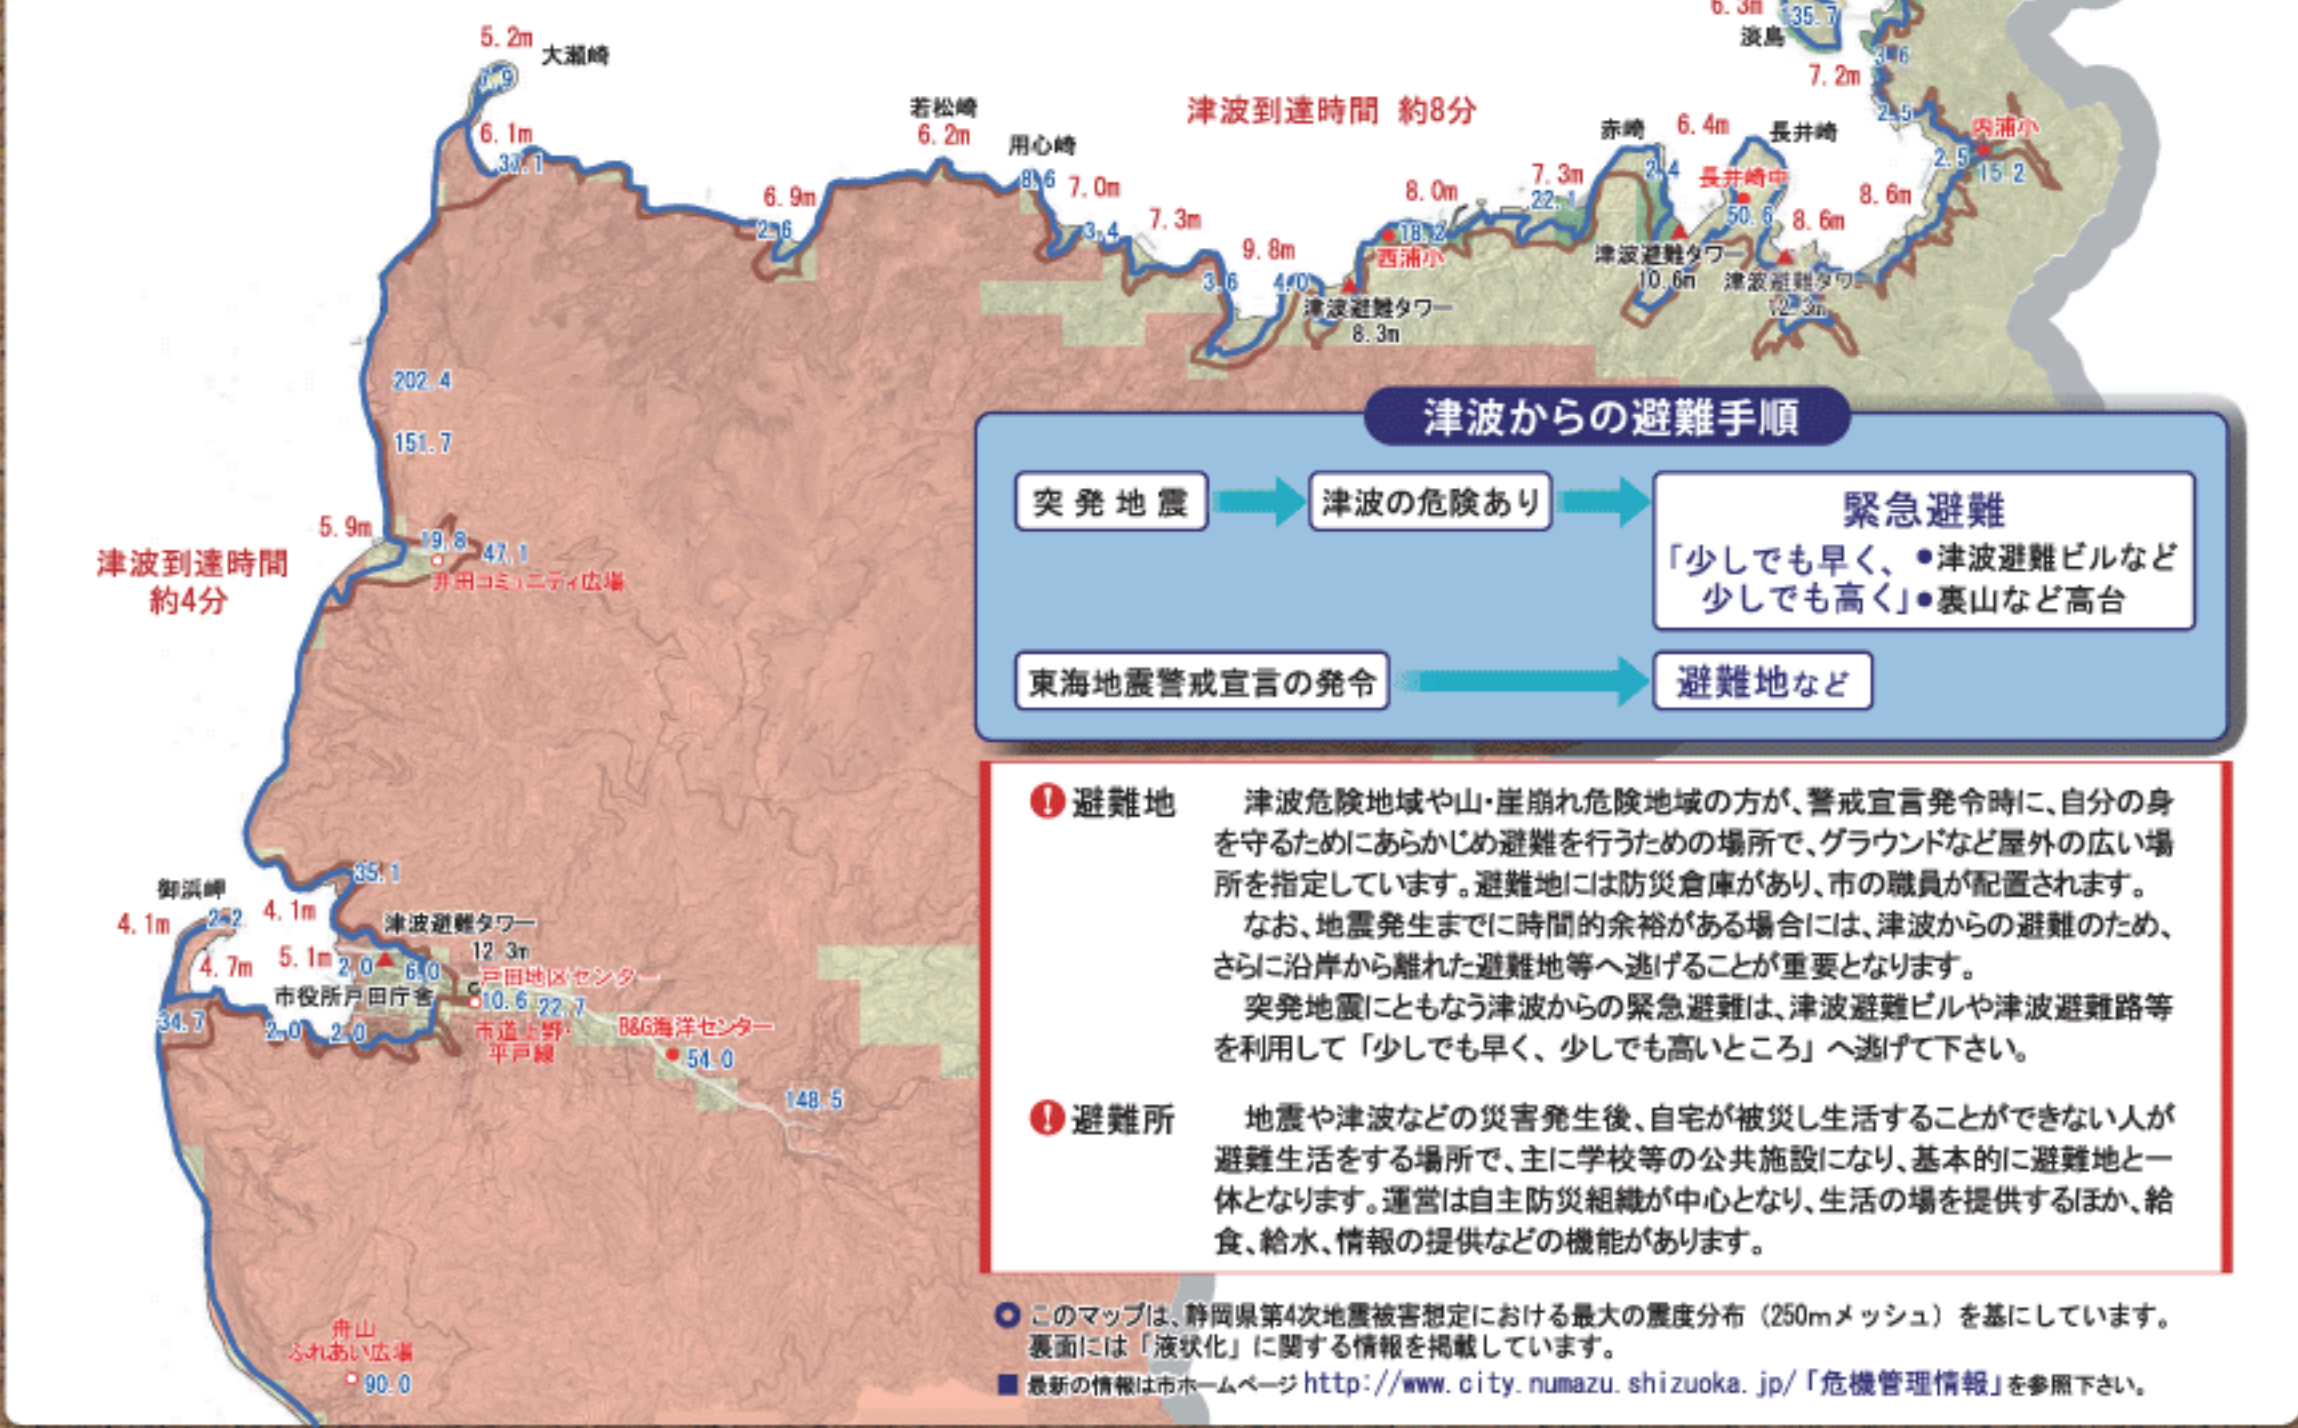 6.3m
135.7
淡島
3.6
7.2m
2.5
内浦小
2.5
15.2
8.6m
5.2m
大瀬崎
7.9
6.1m
37.1
若松崎
6.2m
用心崎
8.6
7.0m
津波到達時間 約8分
赤崎
6.4m
長井崎
2.4
長井崎中
50.6
8.6m
6.9m
2.6
3.4
7.3m
9.8m
3.6
4.0
8.0m
18.2
西浦小
7.3m
22.1
津波避難タワー
8.3m
津波避難タワー
10.6m
津波避難タワー
12.3m
202.4
151.7
5.9m
19.8
47.1
井田コミュニティ広場
津波到達時間
約4分
津波からの避難手順
突発地震
津波の危険あり
緊急避難
「少しでも早く、
少しでも高く」
●津波避難ビルなど
●裏山など高台
東海地震警戒宣言の発令
避難地など
35.1
御浜岬
4.1m
2.2
4.1m
津波避難タワー
12.3m
4.7m
5.1m
2.0
6.0
戸田地区センター
市役所戸田庁舎
10.6
22.7
34.7
2.0
2.0
市道上野・
平戸線
B&G海洋センター
54.0
148.5
舟山
ふれあい広場
90.0
避難地
津波危険地域や山・崖崩れ危険地域の方が、警戒宣言発令時に、自分の身
を守るためにあらかじめ避難を行うための場所で、グラウンドなど屋外の広い場
所を指定しています。避難地には防災倉庫があり、市の職員が配置されます。
なお、地震発生までに時間的余裕がある場合には、津波からの避難のため、
さらに沿岸から離れた避難地等へ逃げることが重要となります。
突発地震にともなう津波からの緊急避難は、津波避難ビルや津波避難路等
を利用して「少しでも早く、少しでも高いところ」へ逃げて下さい。
避難所
地震や津波などの災害発生後、自宅が被災し生活することができない人が
避難生活をする場所で、主に学校等の公共施設になり、基本的に避難地と一
体となります。運営は自主防災組織が中心となり、生活の場を提供するほか、給
食、給水、情報の提供などの機能があります。
このマップは、静岡県第4次地震被害想定における最大の震度分布（250mメッシュ）を基にしています。
裏面には「液状化」に関する情報を掲載しています。
■ 最新の情報は市ホームページ http://www.city.numazu.shizuoka.jp/「危機管理情報」を参照下さい。